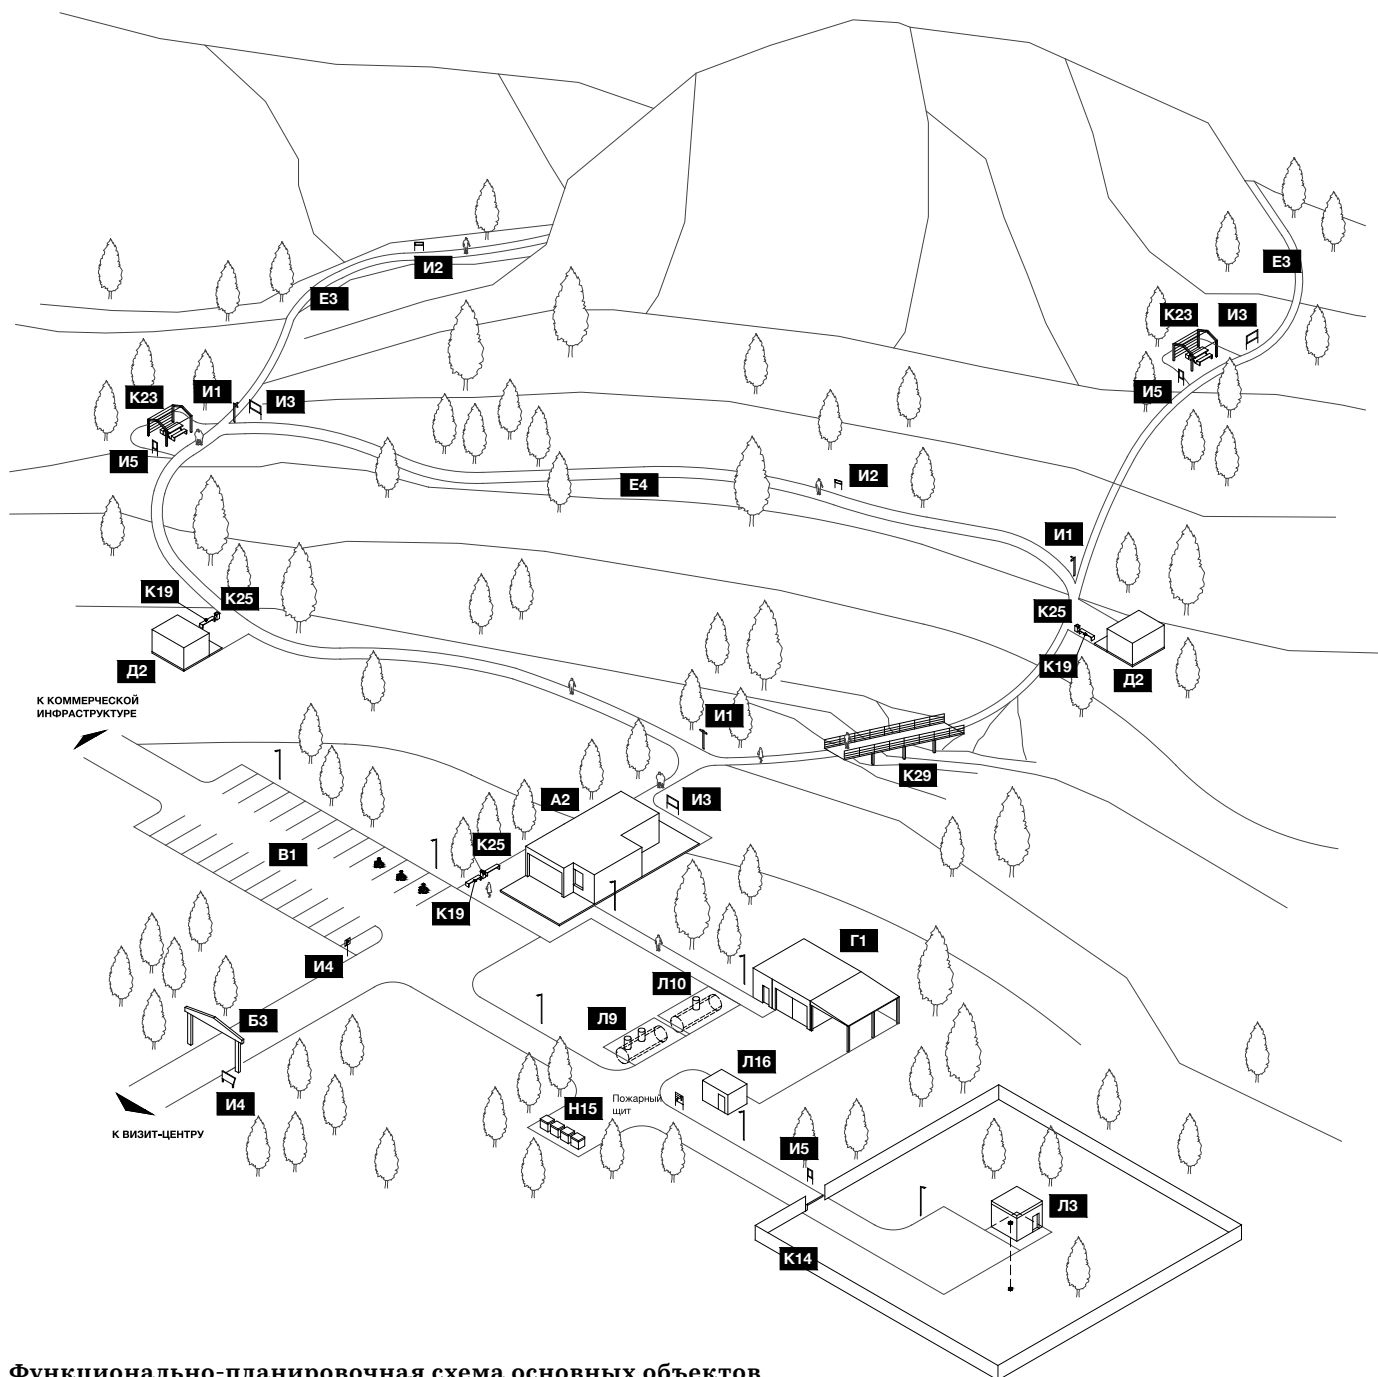 И2
Е3
Е3
К23
И3
И1
И5
К23
И3
И5
И2
Е4
И1
К19
К25
К25
Д2
К19
Д2
К КОММЕРЧЕСКОЙ
ИНФРАСТРУКТУРЕ
И1
К29
А2
И3
В1
К25
К19
И4
Г1
Л10
Л9
Б3
Л16
И4
Н15
Пожарный
щит
К ВИЗИТ-ЦЕНТРУ
И5
Л3
К14
Функционально-планировочная схема основных объектов